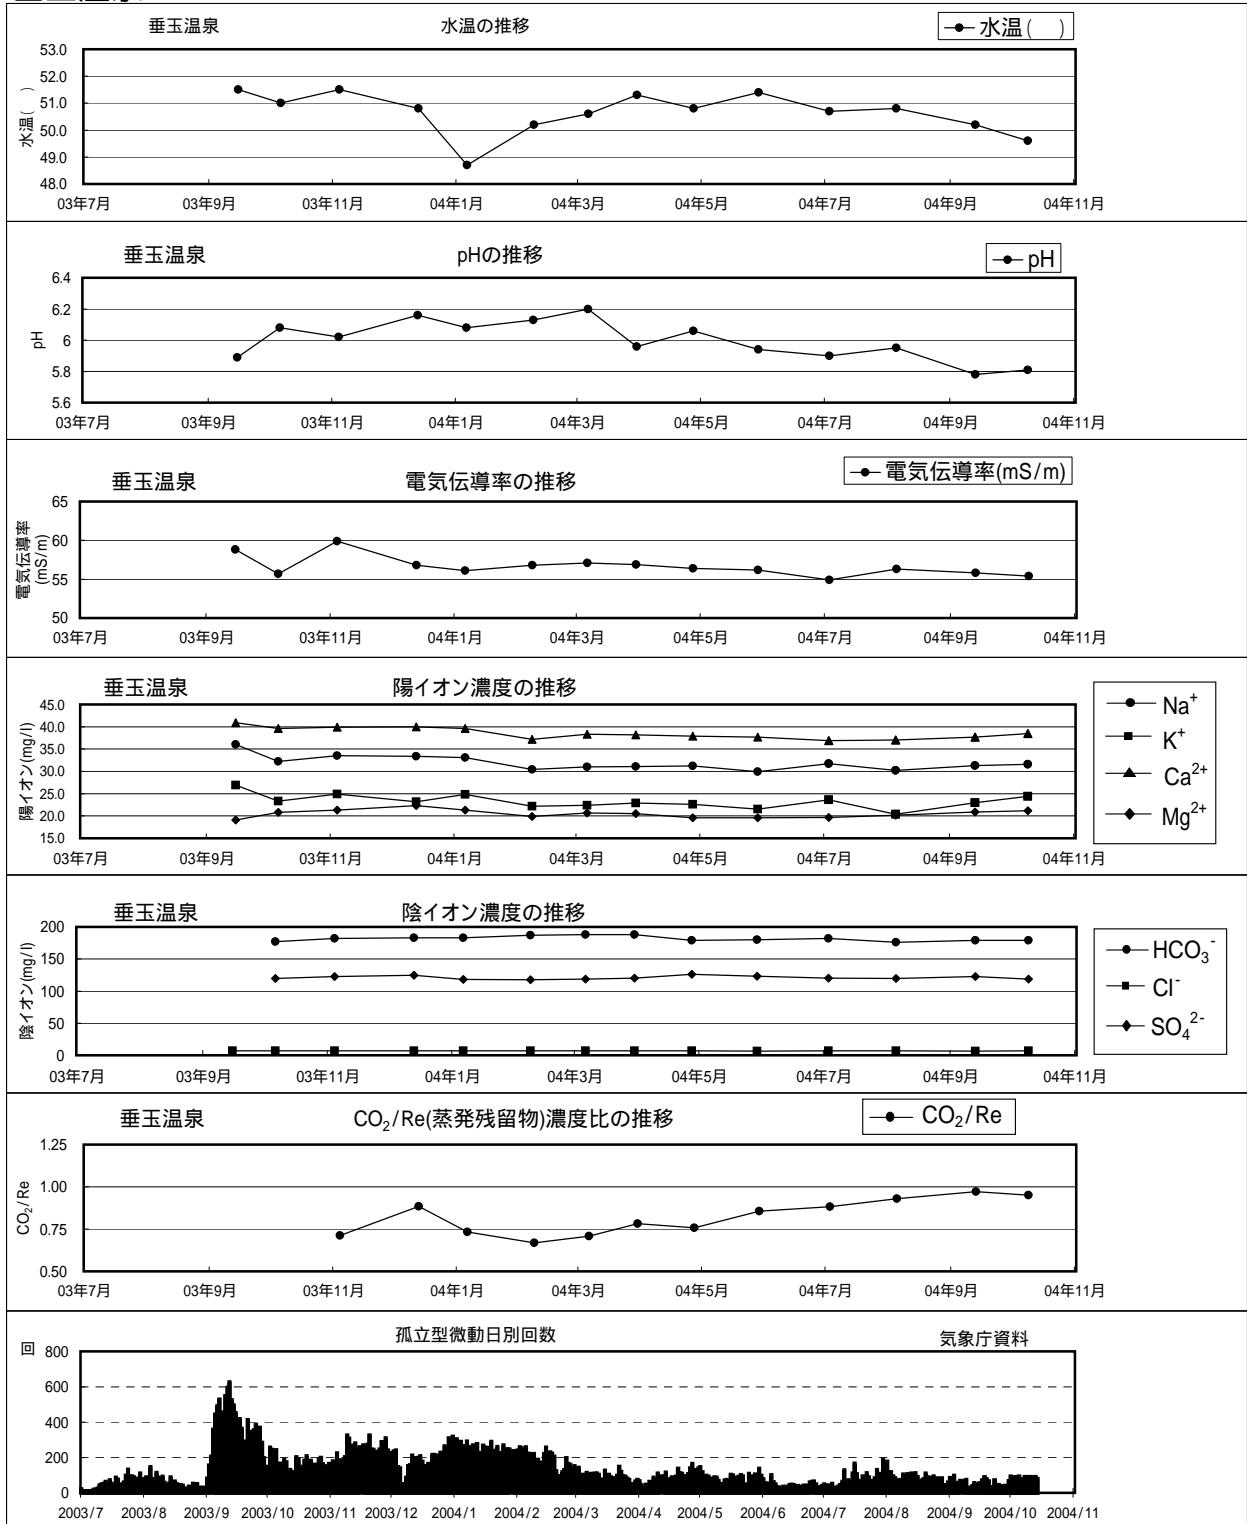 垂玉温泉 水温の推移 水温( )
53.0
52.0
51.0
50.0
49.0
48.0
水温( )
03年7月 03年9月 03年11月 04年1月 04年3月 04年5月 04年7月 04年9月 04年11月
垂玉温泉 pHの推移 pH
6.4
6.2
6
5.8
5.6
pH
03年7月 03年9月 03年11月 04年1月 04年3月 04年5月 04年7月 04年9月 04年11月
垂玉温泉 電気伝導率の推移 電気伝導率(mS/m)
65
60
55
50
電気伝導率
(mS/m)
03年7月 03年9月 03年11月 04年1月 04年3月 04年5月 04年7月 04年9月 04年11月
垂玉温泉 陽イオン濃度の推移
45.0
40.0
35.0
30.0
25.0
20.0
15.0
陽イオン(mg/l)
03年7月 03年9月 03年11月 04年1月 04年3月 04年5月 04年7月 04年9月 04年11月
Na⁺
K⁺
Ca²⁺
Mg²⁺
垂玉温泉 陰イオン濃度の推移
200
150
100
50
0
陰イオン(mg/l)
03年7月 03年9月 03年11月 04年1月 04年3月 04年5月 04年7月 04年9月 04年11月
HCO₃⁻
Cl⁻
SO₄²⁻
垂玉温泉 CO₂/Re(蒸発残留物)濃度比の推移 CO₂/Re
1.25
1.00
0.75
0.50
CO₂/Re
03年7月 03年9月 03年11月 04年1月 04年3月 04年5月 04年7月 04年9月 04年11月
回 孤立型微動日別回数 気象庁資料
800
600
400
200
0
2003/7 2003/8 2003/9 2003/10 2003/11 2003/12 2004/1 2004/2 2004/3 2004/4 2004/5 2004/6 2004/7 2004/8 2004/9 2004/10 2004/11